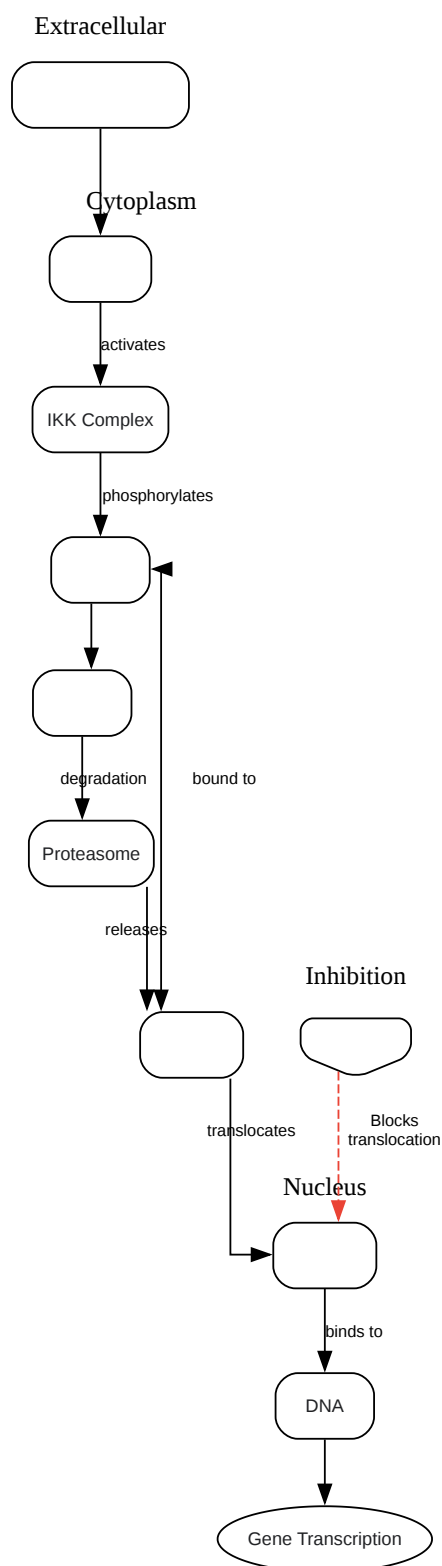 Extracellular
Cytoplasm
activates
IKK Complex
phosphorylates
degradation
bound to
Proteasome
releases
Inhibition
Blocks
translocation
translocates
Nucleus
binds to
DNA
Gene Transcription